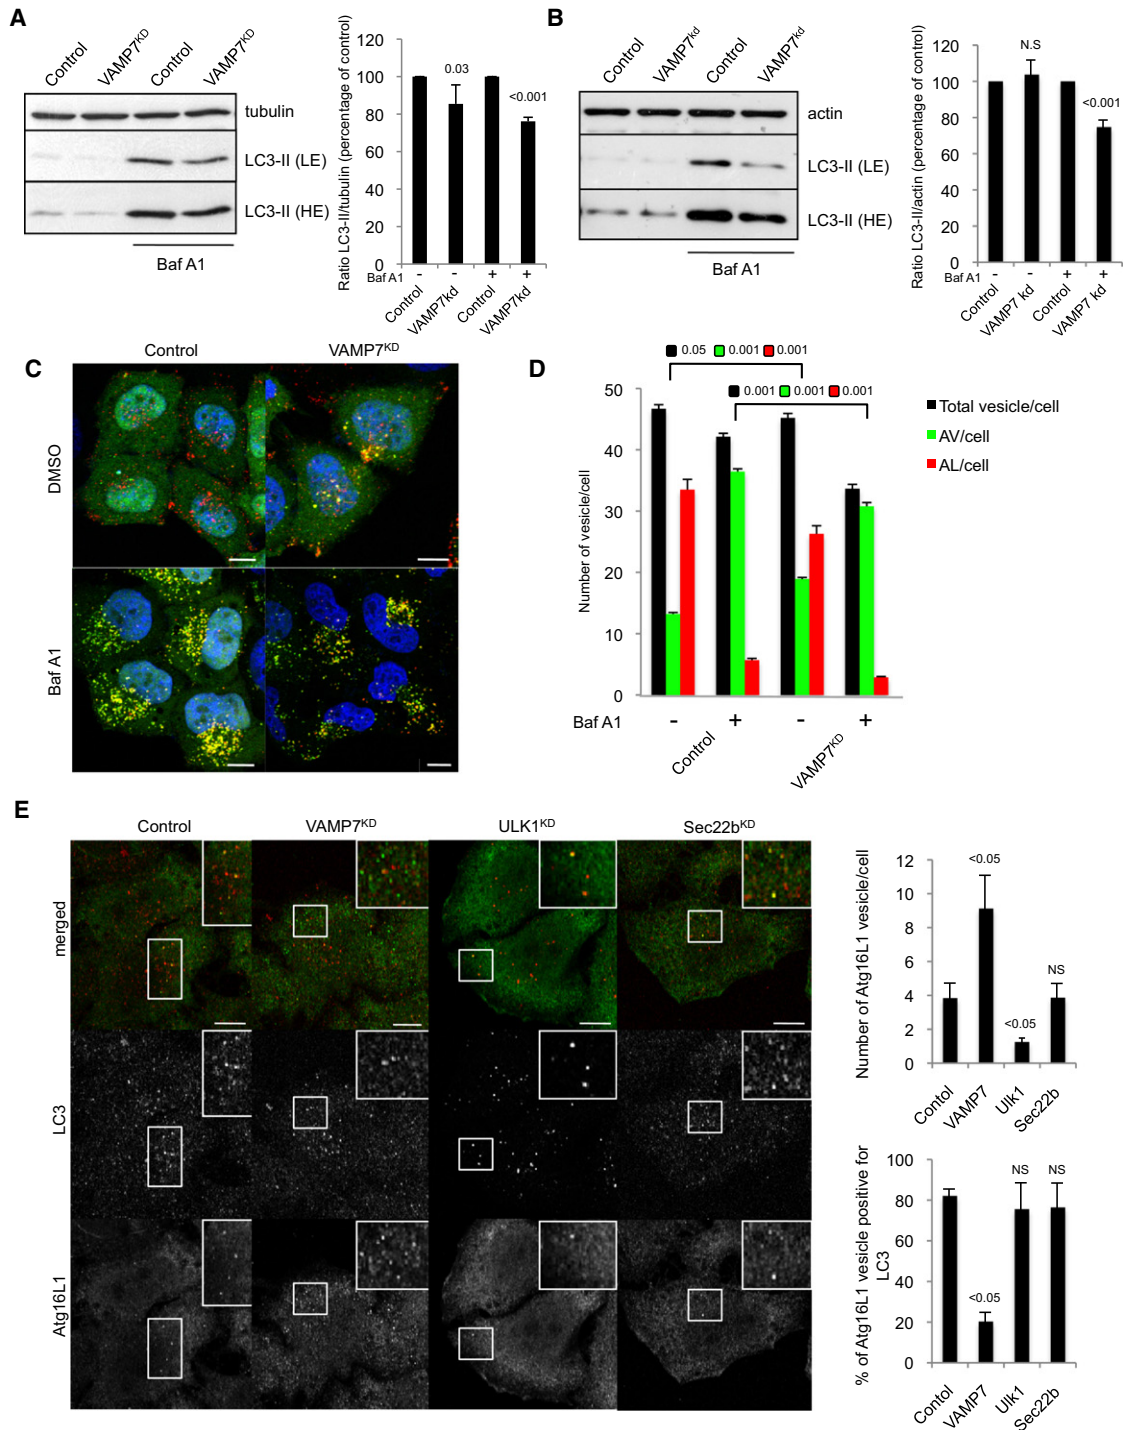 A
Control
VAMP7KD
Control
VAMP7KD
tubulin
LC3-II (LE)
LC3-II (HE)
Baf A1
Ratio LC3-II/tubulin (percentage of control)
120
100
80
60
40
20
0
0.03
<0.001
Baf A1
-
-
+
+
Control
VAMP7kd
Control
VAMP7kd
B
Control
VAMP7kd
Control
VAMP7kd
actin
LC3-II (LE)
LC3-II (HE)
Baf A1
Ratio LC3-II/actin (percentage of control)
120
100
80
60
40
20
0
N.S
<0.001
Baf A1
-
-
+
+
Control
VAMP7 kd
Control
VAMP7 kd
C
Control
VAMP7KD
DMSO
Baf A1
D
0.05 0.001 0.001
0.001 0.001 0.001
Number of vesicle/cell
50
40
30
20
10
0
Total vesicle/cell
AV/cell
AL/cell
Baf A1
-
+
-
+
Control
VAMP7KD
E
Control
VAMP7KD
ULK1KD
Sec22bKD
merged
LC3
Atg16L1
Number of Atg16L1 vesicle/cell
12
10
8
6
4
2
0
<0.05
<0.05
NS
Contol
VAMP7
Ulk1
Sec22b
% of Atg16L1 vesicle positive for
LC3
100
80
60
40
20
0
<0.05
NS
NS
Contol
VAMP7
Ulk1
Sec22b